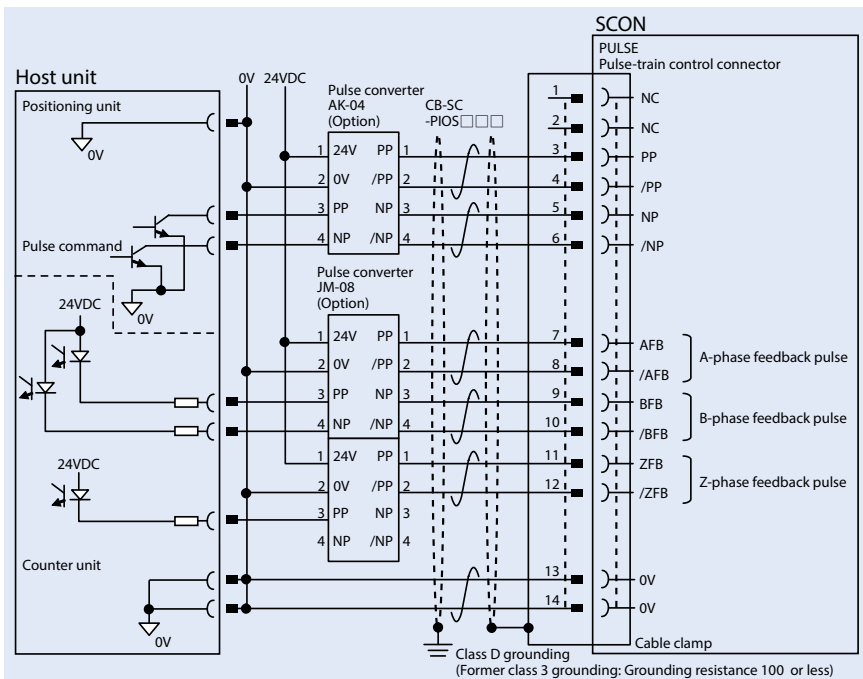 SCON
PULSE
Pulse-train control connector
Host unit
0V 24VDC
Positioning unit
0V
Pulse command
0V
24VDC
24VDC
Counter unit
0V
Pulse converter
AK-04
(Option)
CB-SC
-PIOS□□□
1 24V PP 1
2 0V /PP 2
3 PP NP 3
4 NP /NP 4
Pulse converter
JM-08
(Option)
1 24V PP 1
2 0V /PP 2
3 PP NP 3
4 NP /NP 4
1 24V PP 1
2 0V /PP 2
3 PP NP 3
4 NP /NP 4
1 NC
2 NC
3 PP
4 /PP
5 NP
6 /NP
7 AFB
8 /AFB
A-phase feedback pulse
9 BFB
10 /BFB
B-phase feedback pulse
11 ZFB
12 /ZFB
Z-phase feedback pulse
13 0V
14 0V
Cable clamp
Class D grounding
(Former class 3 grounding: Grounding resistance 100 or less)